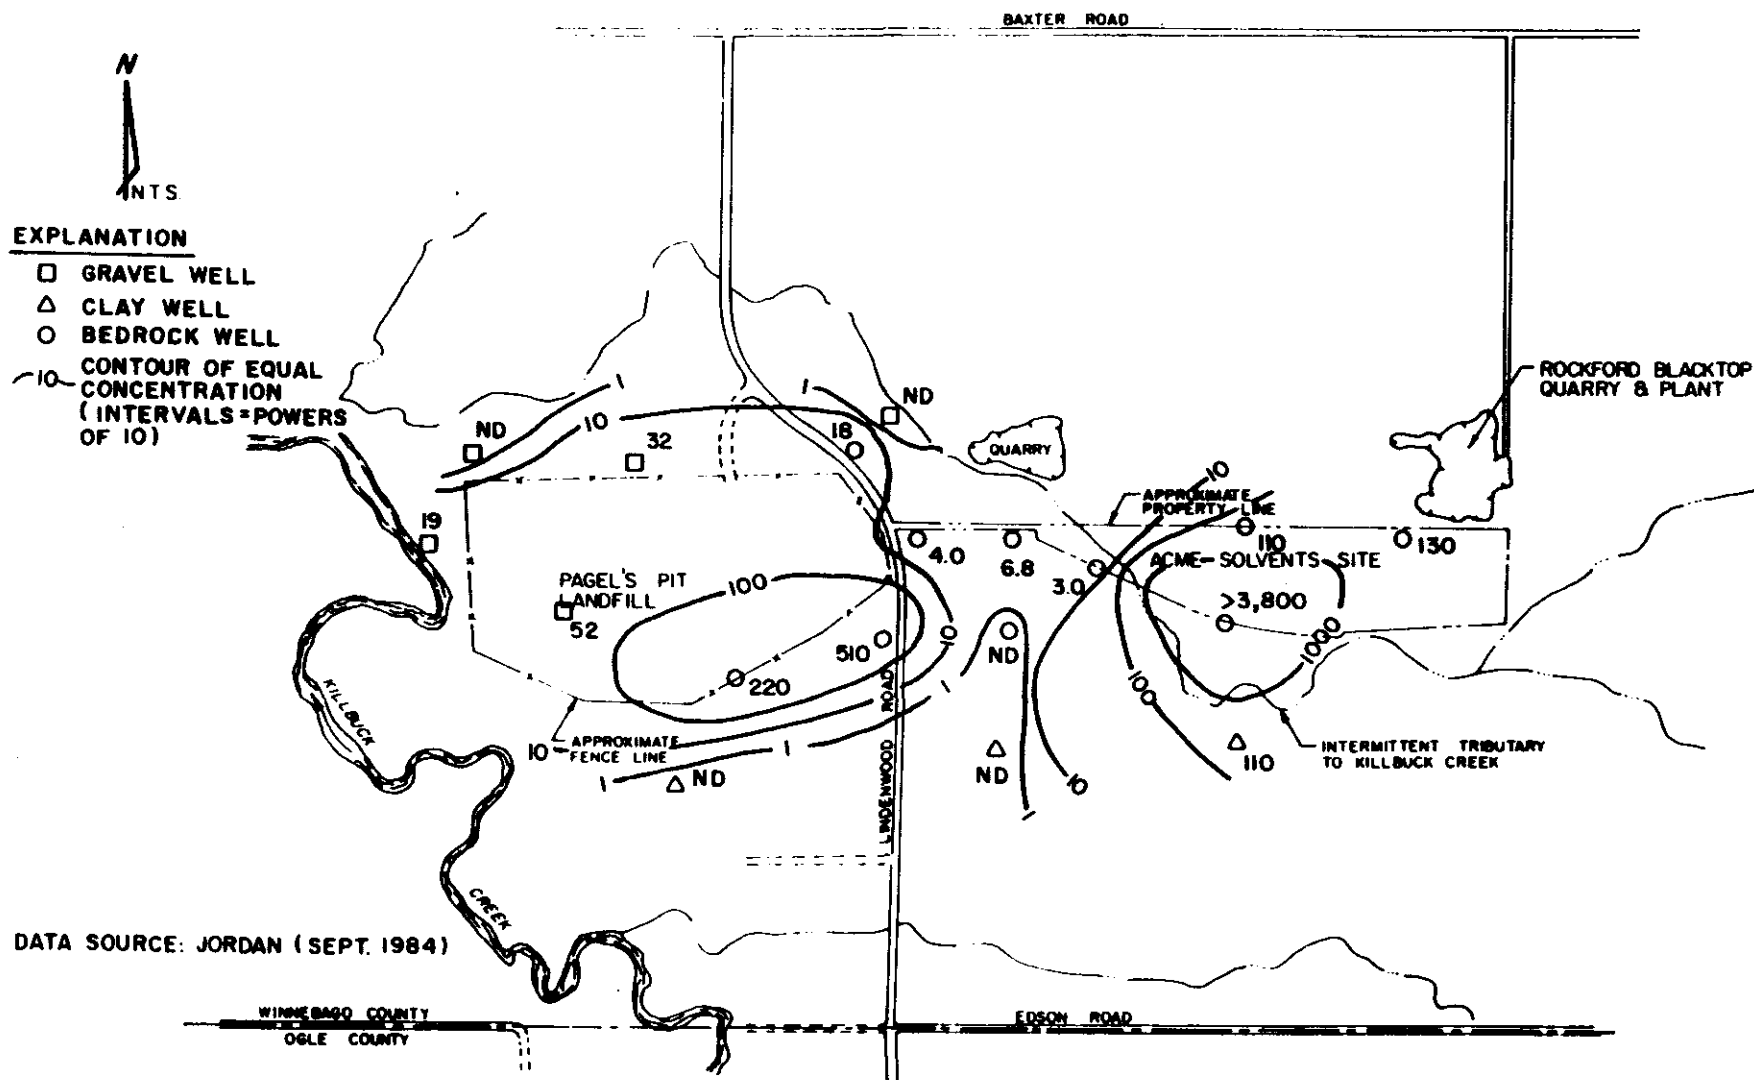 BAXTER ROAD
N
NTS
EXPLANATION
GRAVEL WELL
CLAY WELL
BEDROCK WELL
10 CONTOUR OF EQUAL
CONCENTRATION
(INTERVALS=POWERS
OF 10)
ROCKFORD BLACKTOP
QUARRY & PLANT
1
1
ND
10
ND
32
18
QUARRY
10
APPROXIMATE
PROPERTY LINE
19
4.0
6.8
110
130
3.0
ACME-SOLVENTS SITE
PAGEL'S PIT
LANDFILL
100
>3,800
52
510
10
ND
1000
220
1
100
KILLBUCK
10
APPROXIMATE
FENCE LINE
1
LINDENWOOD ROAD
INTERMITTENT TRIBUTARY
TO KILLBUCK CREEK
1
ND
ND
10
110
1
CREEK
DATA SOURCE: JORDAN (SEPT. 1984)
WINNEBAGO COUNTY
EDSON ROAD
OGLE COUNTY